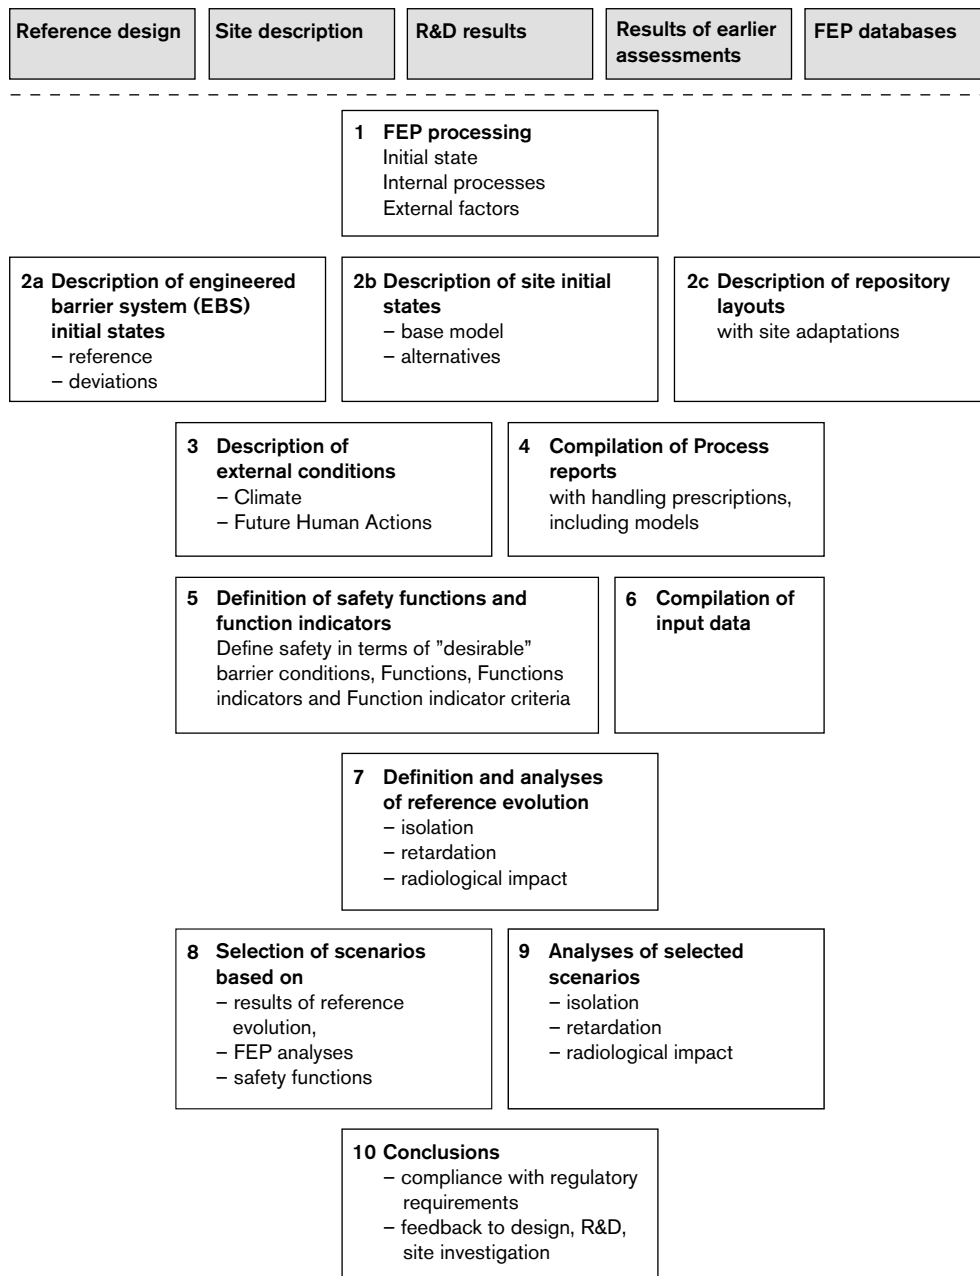 Reference design
Site description
R&D results
Results of earlier
assessments
FEP databases
1 FEP processing
Initial state
Internal processes
External factors
2a Description of engineered
barrier system (EBS)
initial states
– reference
– deviations
2b Description of site initial
states
– base model
– alternatives
2c Description of repository
layouts
with site adaptations
3 Description of
external conditions
– Climate
– Future Human Actions
4 Compilation of Process
reports
with handling prescriptions,
including models
5 Definition of safety functions and
function indicators
Define safety in terms of ”desirable”
barrier conditions, Functions, Functions
indicators and Function indicator criteria
6 Compilation of
input data
7 Definition and analyses
of reference evolution
– isolation
– retardation
– radiological impact
8 Selection of scenarios
based on
– results of reference
evolution,
– FEP analyses
– safety functions
9 Analyses of selected
scenarios
– isolation
– retardation
– radiological impact
10 Conclusions
– compliance with regulatory
requirements
– feedback to design, R&D,
site investigation